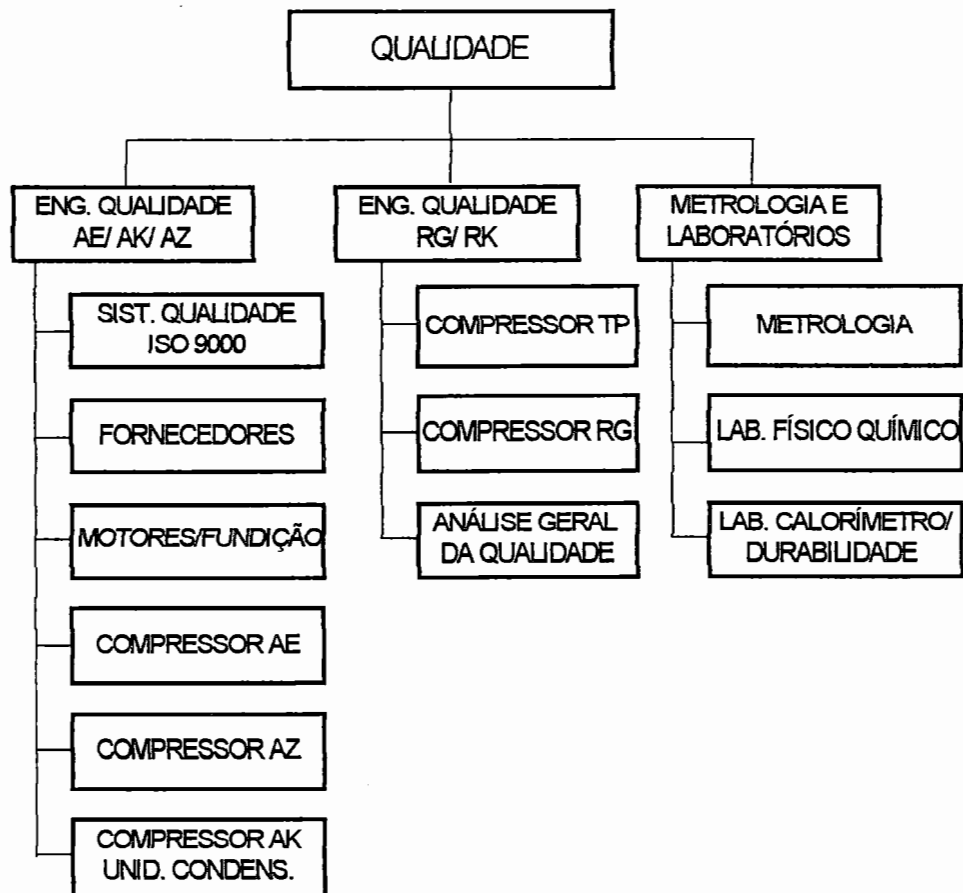 QUALIDADE
ENG. QUALIDADE
AE/ AK/ AZ
SIST. QUALIDADE
ISO 9000
FORNECEDORES
MOTORES/FUNDIÇÃO
COMPRESSOR AE
COMPRESSOR AZ
COMPRESSOR AK
UNID. CONDENS.
ENG. QUALIDADE
RG/ RK
COMPRESSOR TP
COMPRESSOR RG
ANÁLISE GERAL
DA QUALIDADE
METROLOGIA E
LABORATÓRIOS
METROLOGIA
LAB. FÍSICO QUÍMICO
LAB. CALORÍMETRO/
DURABILIDADE